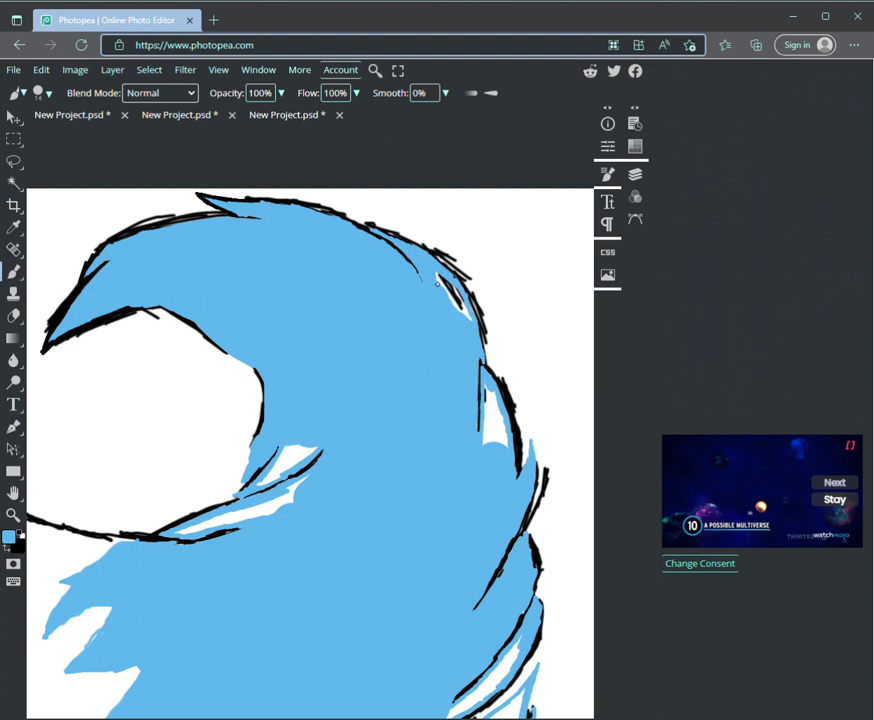 Photopea | Online Photo Editor
https://www.photopea.com
Sign in
File Edit Image Layer Select Filter View Window More Account
14 Blend Mode: Normal Opacity: 100% Flow: 100% Smooth: 0%
New Project.psd * New Project.psd * New Project.psd *
CSS
Next
Stay
10 A POSSIBLE MULTIVERSE
watchmojo
Change Consent